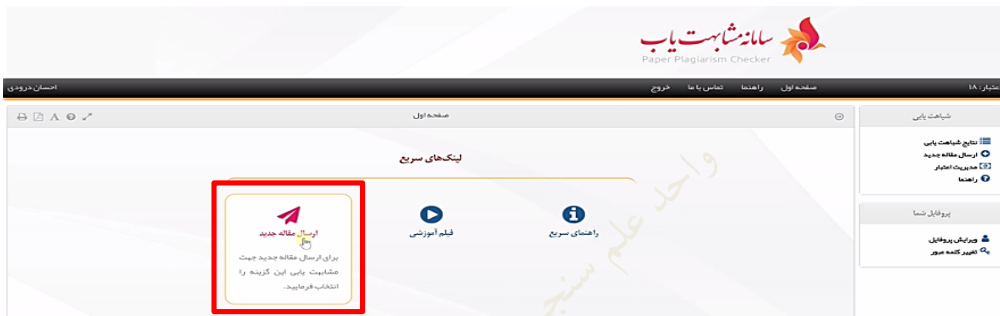 سامانه مشابهت یاب
Paper Plagiarism Checker
اعتبار: ۱۸
صفحه اول راهنما تماس با ما خروج
احسان درودی
شباهت یابی
نتایج شباهت یابی
ارسال مقاله جدید
مدیریت اعتبار
راهنما
پروفایل شما
ویرایش پروفایل
تغییر کلمه عبور
صفحه اول
لینک‌های سریع
راهنمای سریع
فیلم آموزشی
ارسال مقاله جدید
برای ارسال مقاله جدید جهت
مشابهت یابی این گزینه را
انتخاب فرمایید.
واحد علم سنج